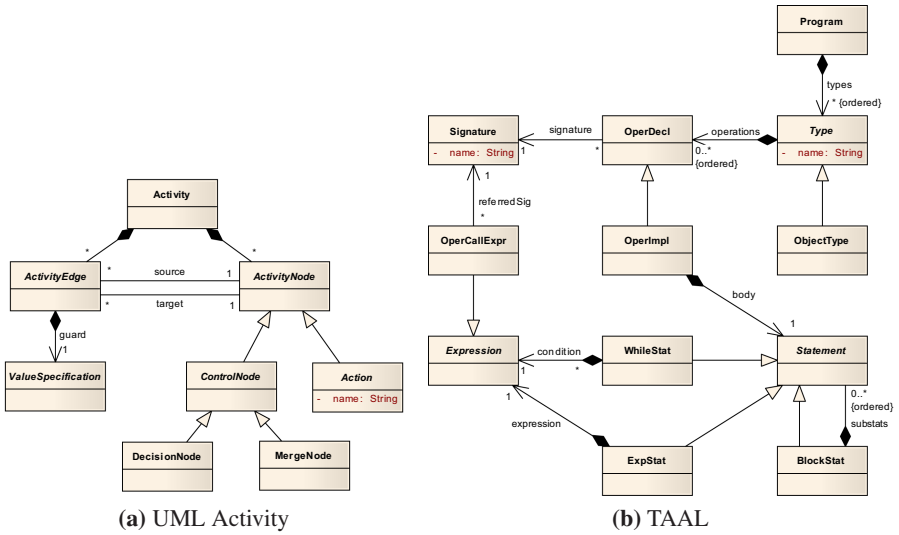 Activity
*
*
ActivityEdge
*
source
1
ActivityNode
*
target
1
guard
1
ValueSpecification
ControlNode
Action
- name: String
DecisionNode
MergeNode
(a) UML Activity
Program
types
* {ordered}
Signature
- name: String
signature
1
*
OperDecl
operations
0..*
{ordered}
Type
- name: String
1
referredSig
*
OperCallExpr
OperImpl
ObjectType
body
1
Expression
condition
1
*
WhileStat
Statement
1
expression
0..*
{ordered}
substats
ExpStat
BlockStat
(b) TAAL